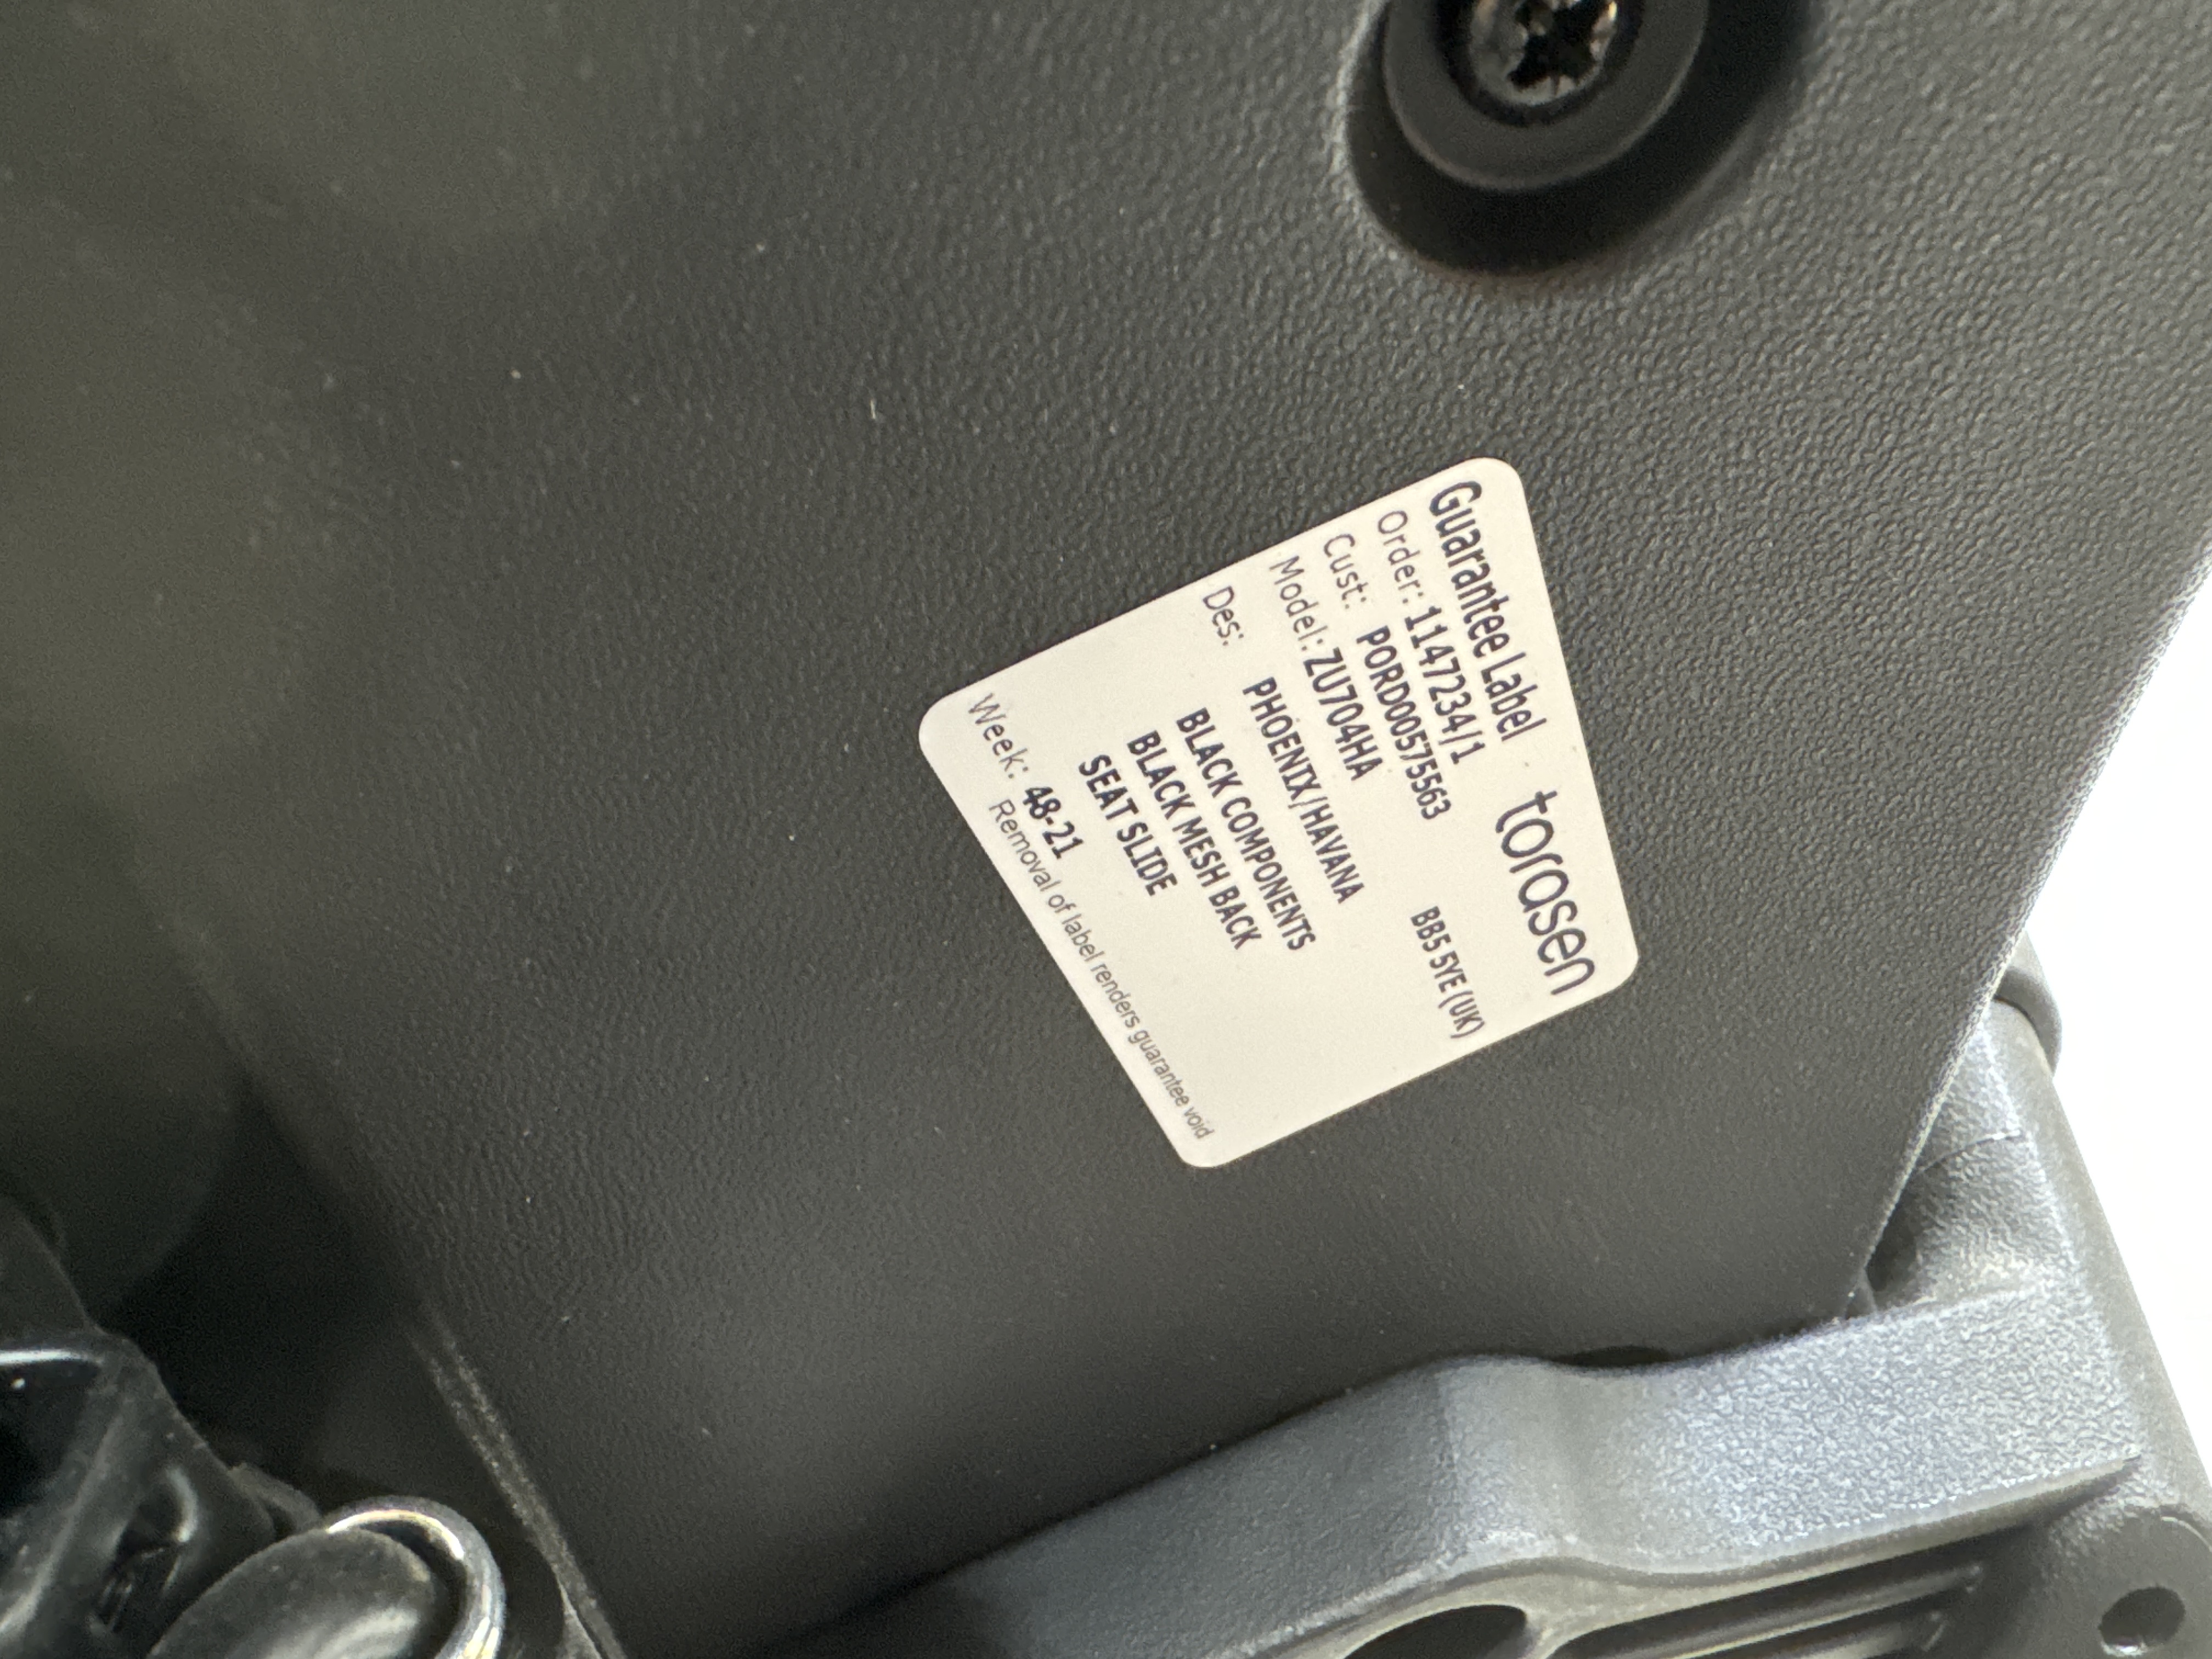 Guarantee Label torasen
Order: 1147234/1
Cust: PORD00575563 BB5 5YE (UK)
Model: ZU704HA
Des: PHOENIX/HAVANA
BLACK COMPONENTS
BLACK MESH BACK
SEAT SLIDE
Week: 48-21
Removal of label renders guarantee void